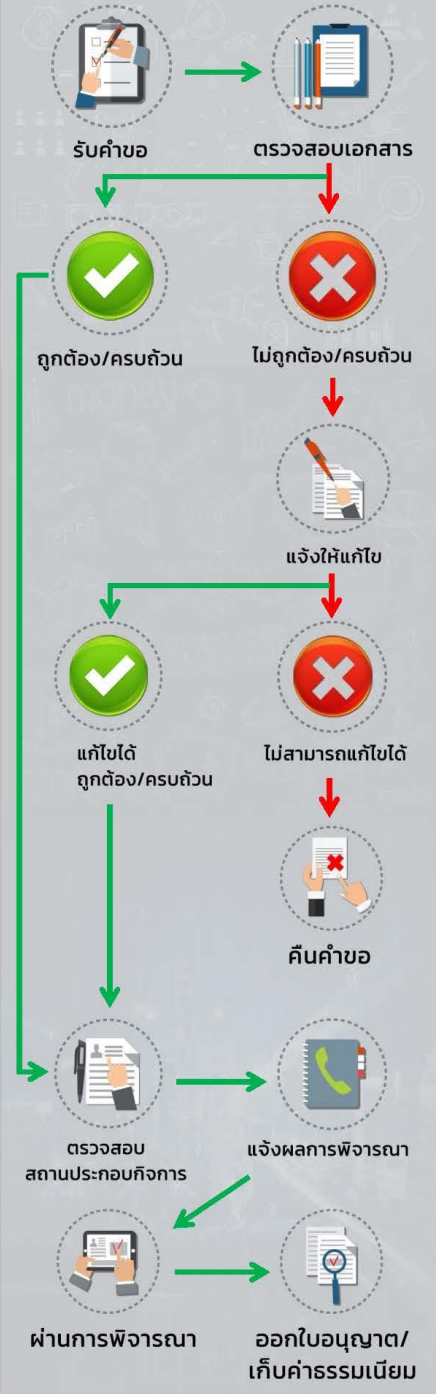 รับคำขอ
ตรวจสอบเอกสาร
ถูกต้อง/ครบถ้วน
ไม่ถูกต้อง/ครบถ้วน
แจ้งให้แก้ไข
แก้ไขได้
ถูกต้อง/ครบถ้วน
ไม่สามารถแก้ไขได้
คืนคำขอ
ตรวจสอบ
สถานประกอบกิจการ
แจ้งผลการพิจารณา
ผ่านการพิจารณา
ออกใบอนุญาต/
เก็บค่าธรรมเนียม